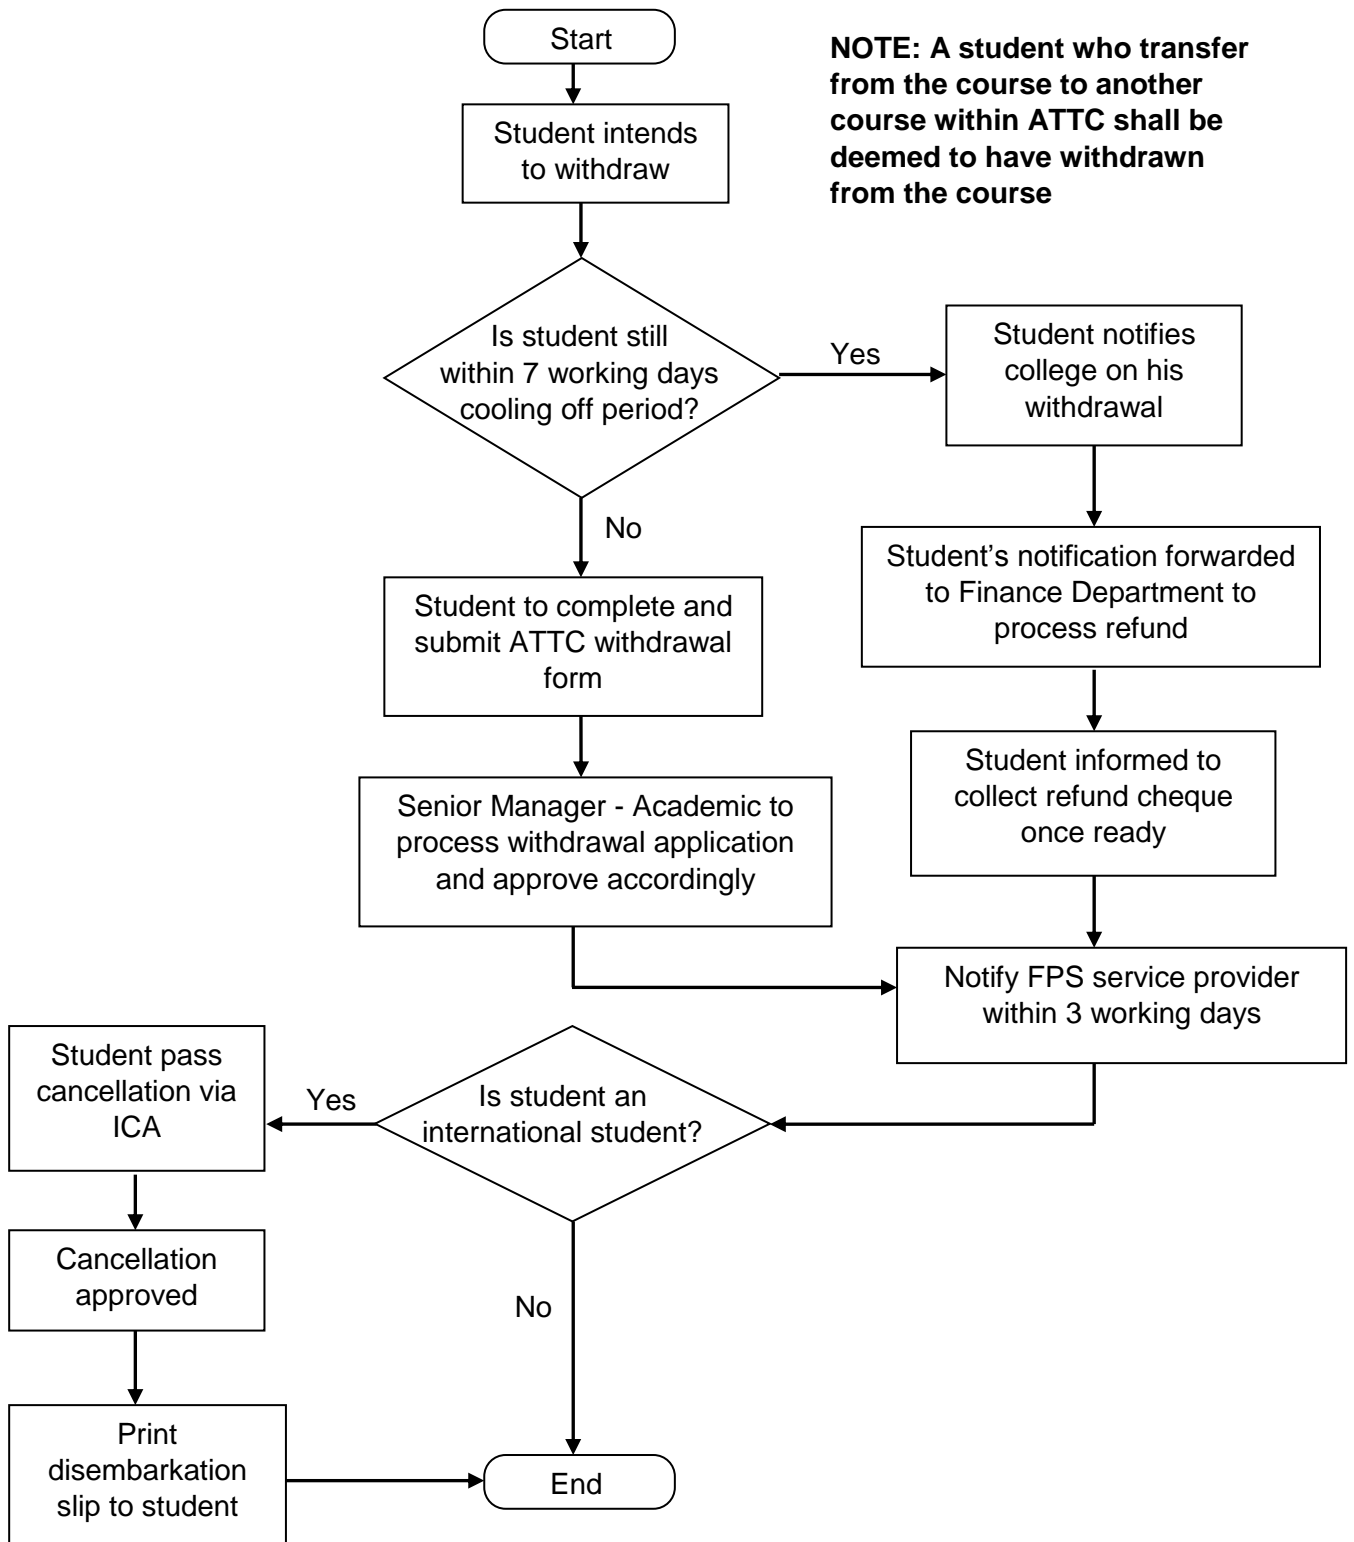 Start
NOTE: A student who transfer
from the course to another
course within ATTC shall be
deemed to have withdrawn
from the course
Student intends
to withdraw
Is student still
within 7 working days
cooling off period?
Yes
Student notifies
college on his
withdrawal
No
Student’s notification forwarded
to Finance Department to
process refund
Student to complete and
submit ATTC withdrawal
form
Student informed to
collect refund cheque
once ready
Senior Manager - Academic to
process withdrawal application
and approve accordingly
Notify FPS service provider
within 3 working days
Is student an
international student?
Yes
Student pass
cancellation via
ICA
Cancellation
approved
No
Print
disembarkation
slip to student
End